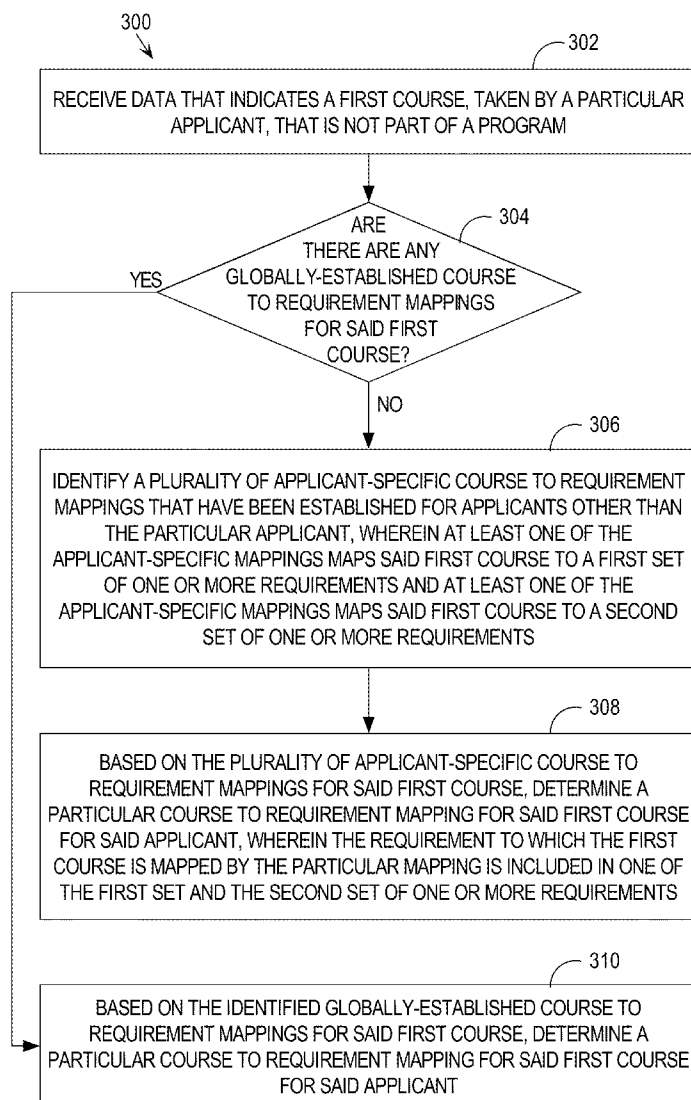 300
302
RECEIVE DATA THAT INDICATES A FIRST COURSE, TAKEN BY A PARTICULAR
APPLICANT, THAT IS NOT PART OF A PROGRAM
304
ARE
THERE ARE ANY
GLOBALLY-ESTABLISHED COURSE
TO REQUIREMENT MAPPINGS
FOR SAID FIRST
COURSE?
YES
NO
306
IDENTIFY A PLURALITY OF APPLICANT-SPECIFIC COURSE TO REQUIREMENT
MAPPINGS THAT HAVE BEEN ESTABLISHED FOR APPLICANTS OTHER THAN
THE PARTICULAR APPLICANT, WHEREIN AT LEAST ONE OF THE
APPLICANT-SPECIFIC MAPPINGS MAPS SAID FIRST COURSE TO A FIRST SET
OF ONE OR MORE REQUIREMENTS AND AT LEAST ONE OF THE
APPLICANT-SPECIFIC MAPPINGS MAPS SAID FIRST COURSE TO A SECOND
SET OF ONE OR MORE REQUIREMENTS
308
BASED ON THE PLURALITY OF APPLICANT-SPECIFIC COURSE TO
REQUIREMENT MAPPINGS FOR SAID FIRST COURSE, DETERMINE A
PARTICULAR COURSE TO REQUIREMENT MAPPING FOR SAID FIRST COURSE
FOR SAID APPLICANT, WHEREIN THE REQUIREMENT TO WHICH THE FIRST
COURSE IS MAPPED BY THE PARTICULAR MAPPING IS INCLUDED IN ONE OF
THE FIRST SET AND THE SECOND SET OF ONE OR MORE REQUIREMENTS
310
BASED ON THE IDENTIFIED GLOBALLY-ESTABLISHED COURSE TO
REQUIREMENT MAPPINGS FOR SAID FIRST COURSE, DETERMINE A
PARTICULAR COURSE TO REQUIREMENT MAPPING FOR SAID FIRST COURSE
FOR SAID APPLICANT